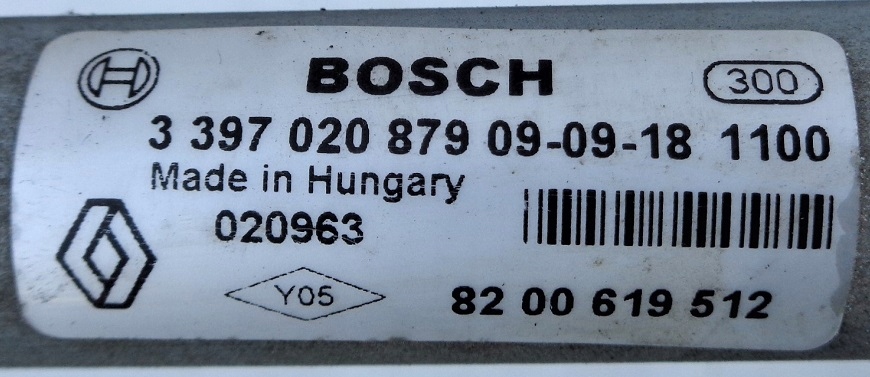 BOSCH
300
3 397 020 879 09-09-18 1100
Made in Hungary
020963
Y05
82 00 619 512